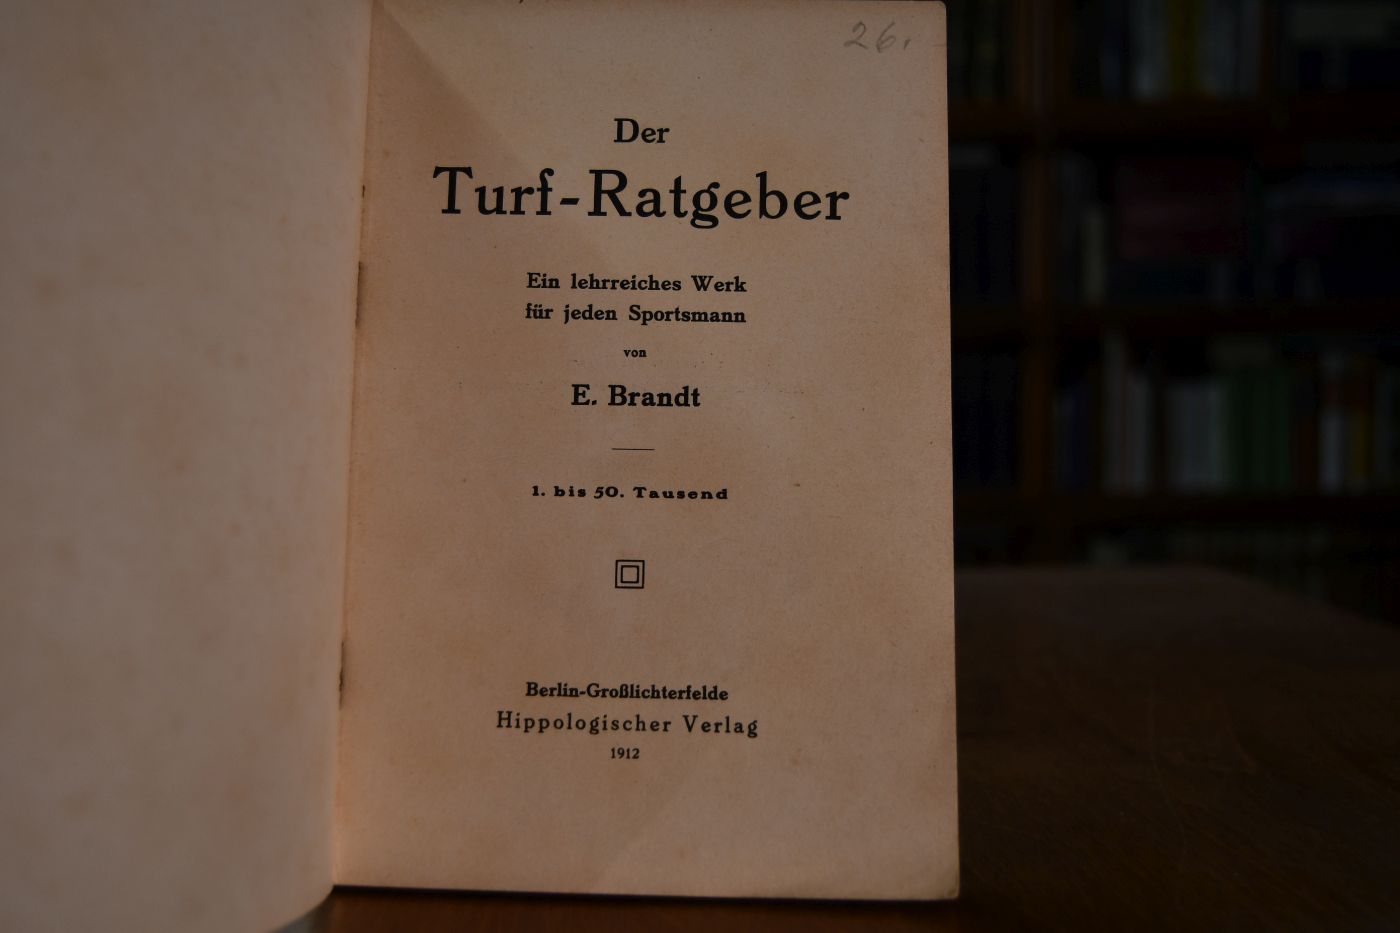 26.
Der
Turf-Ratgeber
Ein lehrreiches Werk
für jeden Sportsmann
von
E. Brandt
1. bis 50. Tausend
Berlin-Großlichterfelde
Hippologischer Verlag
1912